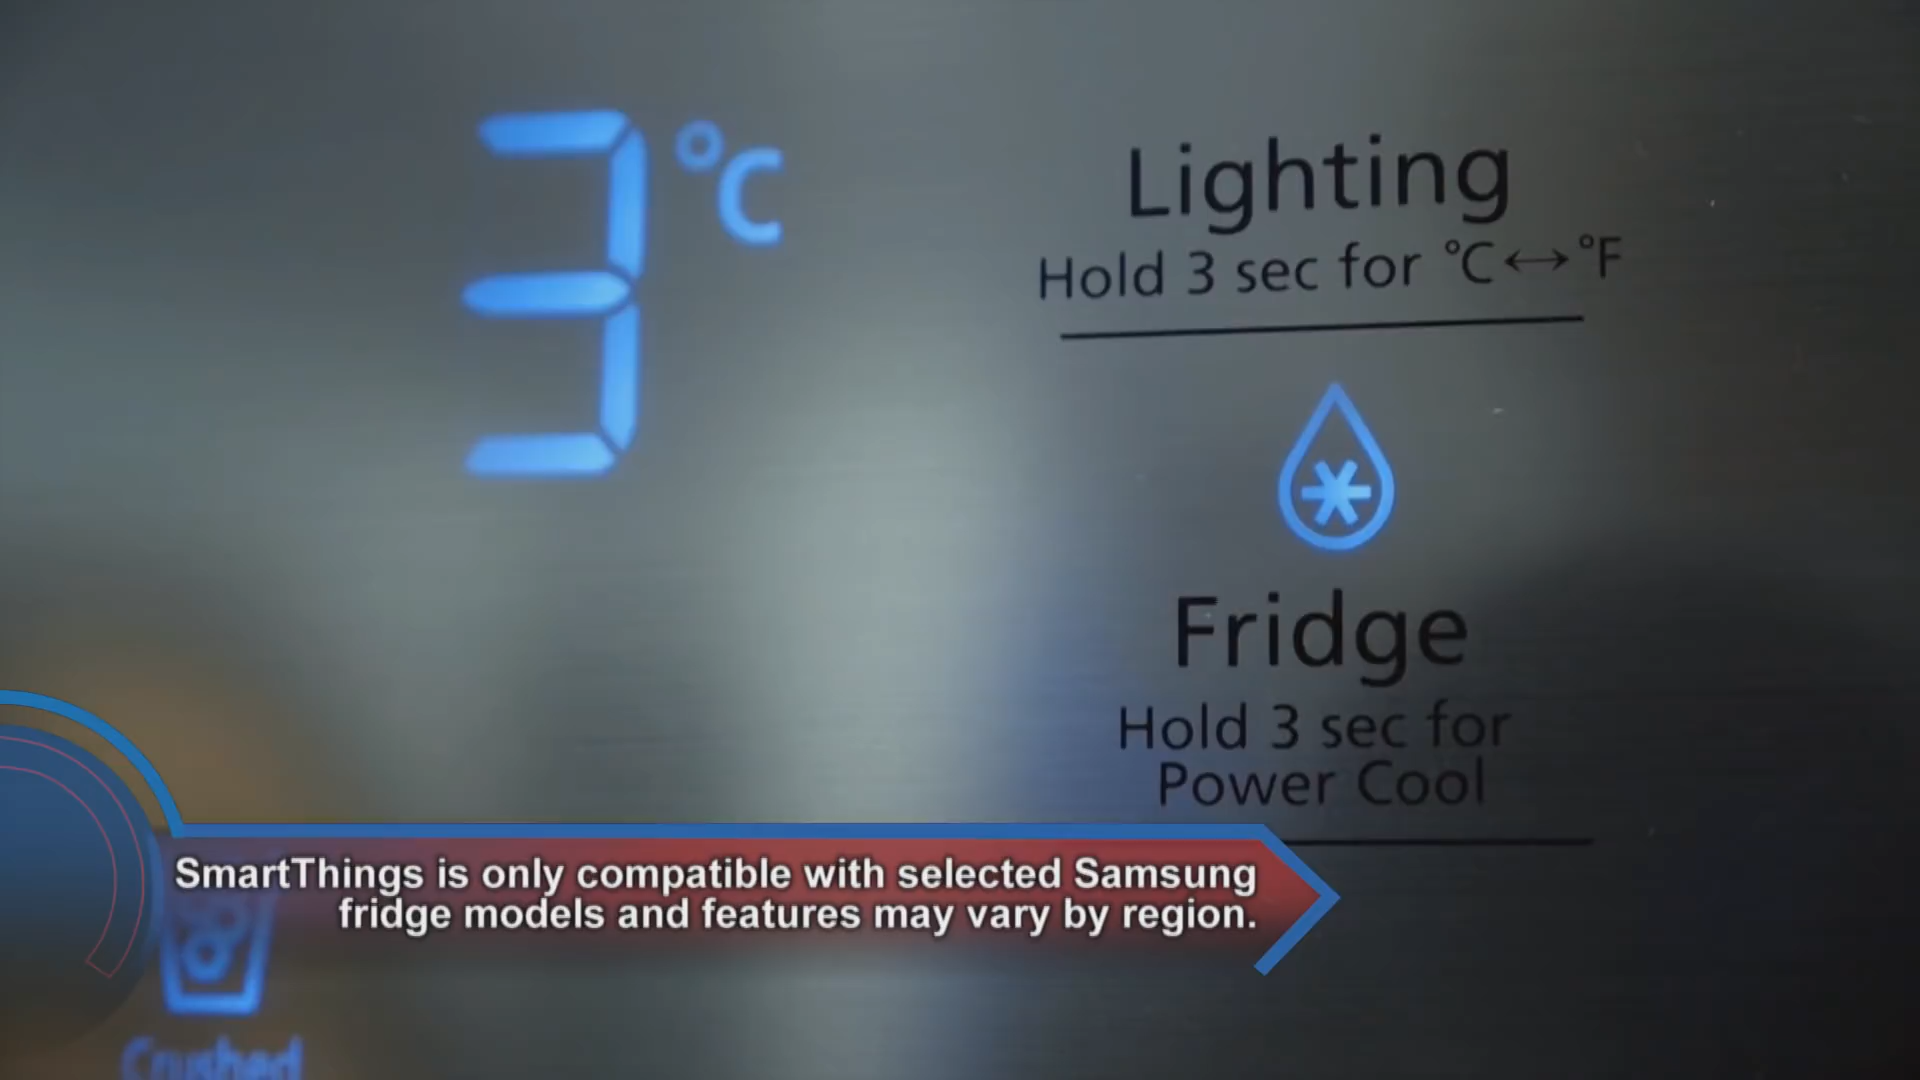 3 °C
Lighting
Hold 3 sec for °C↔°F
Fridge
Hold 3 sec for
Power Cool
SmartThings is only compatible with selected Samsung
fridge models and features may vary by region.
Crushed